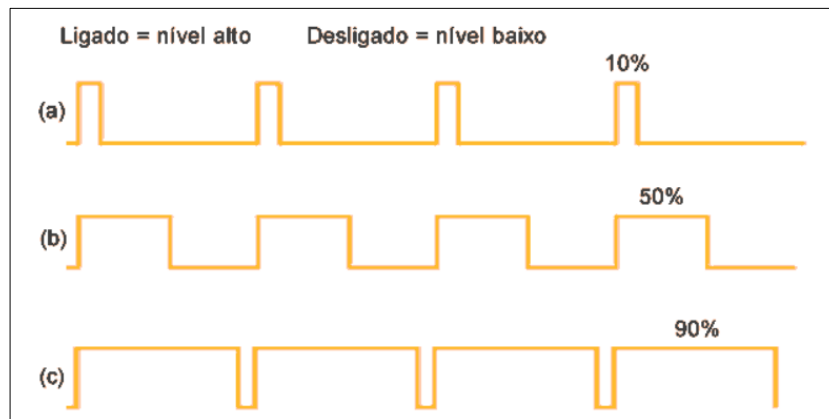 Ligado = nível alto Desligado = nível baixo
10%
(a)
50%
(b)
90%
(c)